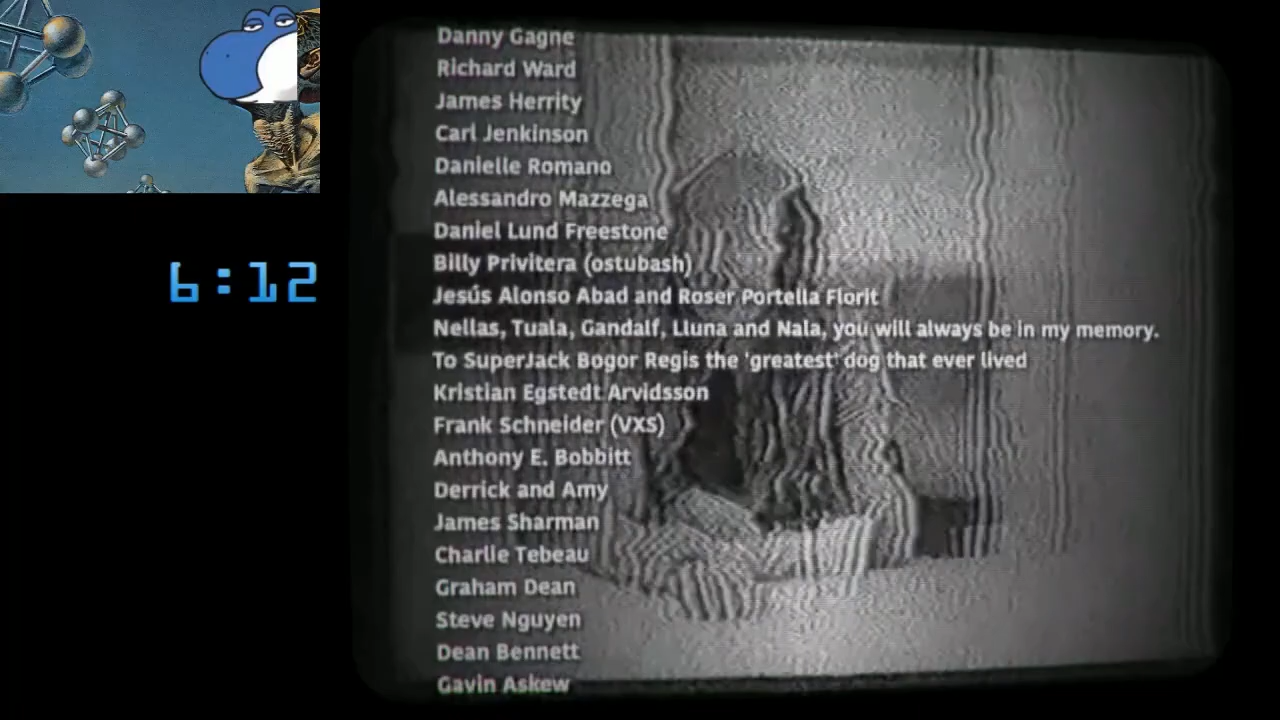 Danny Gagne
Richard Ward
James Herrity
Carl Jenkinson
Danielle Romano
Alessandro Mazzega
Daniel Lund Freestone
Billy Privitera (ostubash)
Jesús Alonso Abad and Roser Portella Florit
Nellas, Tuala, Gandalf, Lluna and Nala, you will always be in my memory.
To SuperJack Bogor Regis the 'greatest' dog that ever lived
Kristian Egstedt Arvidsson
Frank Schneider (VXS)
Anthony E. Bobbitt
Derrick and Amy
James Sharman
Charlie Tebeau
Graham Dean
Steve Nguyen
Dean Bennett
Gavin Askew
6:12